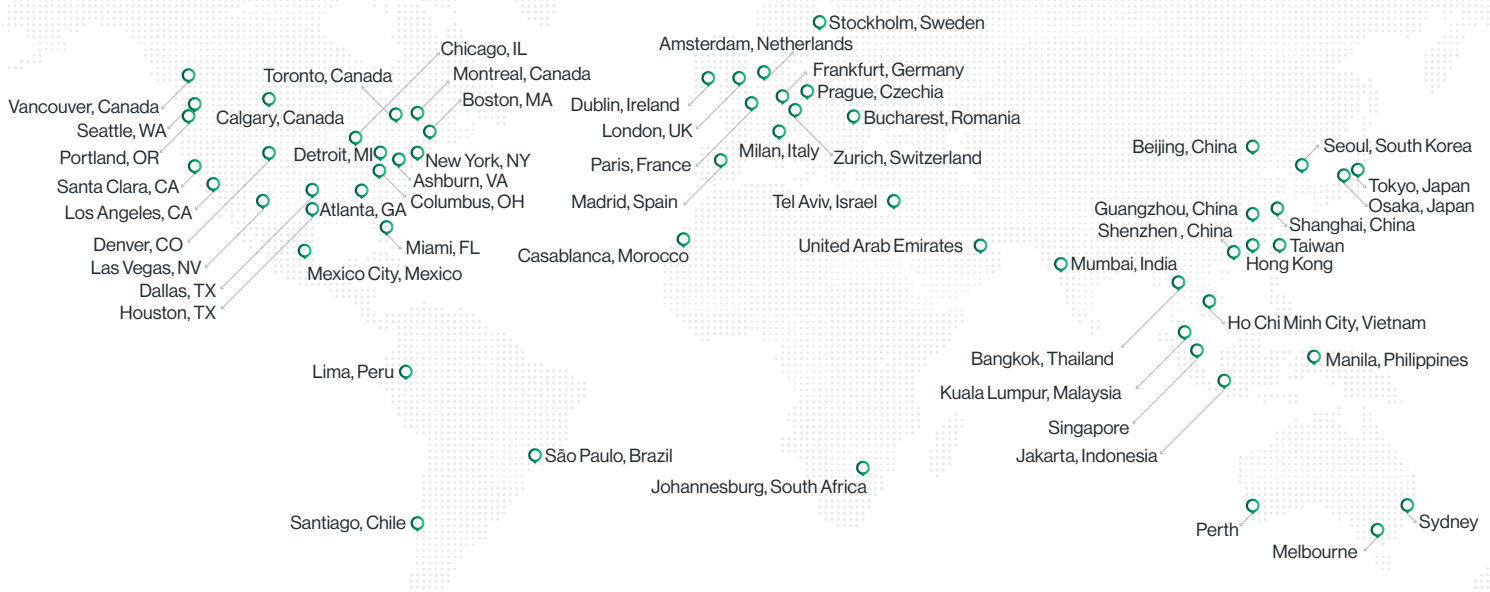 Stockholm, Sweden
Amsterdam, Netherlands
Chicago, IL
Toronto, Canada
Montreal, Canada
Frankfurt, Germany
Boston, MA
Dublin, Ireland
Prague, Czechia
Vancouver, Canada
Calgary, Canada
Bucharest, Romania
Seattle, WA
London, UK
Portland, OR
Detroit, MI
New York, NY
Paris, France
Milan, Italy
Zurich, Switzerland
Beijing, China
Seoul, South Korea
Ashburn, VA
Santa Clara, CA
Columbus, OH
Madrid, Spain
Tel Aviv, Israel
Tokyo, Japan
Osaka, Japan
Los Angeles, CA
Atlanta, GA
Guangzhou, China
Shanghai, China
Shenzhen , China
Denver, CO
Miami, FL
Casablanca, Morocco
United Arab Emirates
Taiwan
Las Vegas, NV
Mexico City, Mexico
Mumbai, India
Hong Kong
Dallas, TX
Houston, TX
Ho Chi Minh City, Vietnam
Bangkok, Thailand
Manila, Philippines
Lima, Peru
Kuala Lumpur, Malaysia
Singapore
São Paulo, Brazil
Jakarta, Indonesia
Johannesburg, South Africa
Santiago, Chile
Perth
Sydney
Melbourne